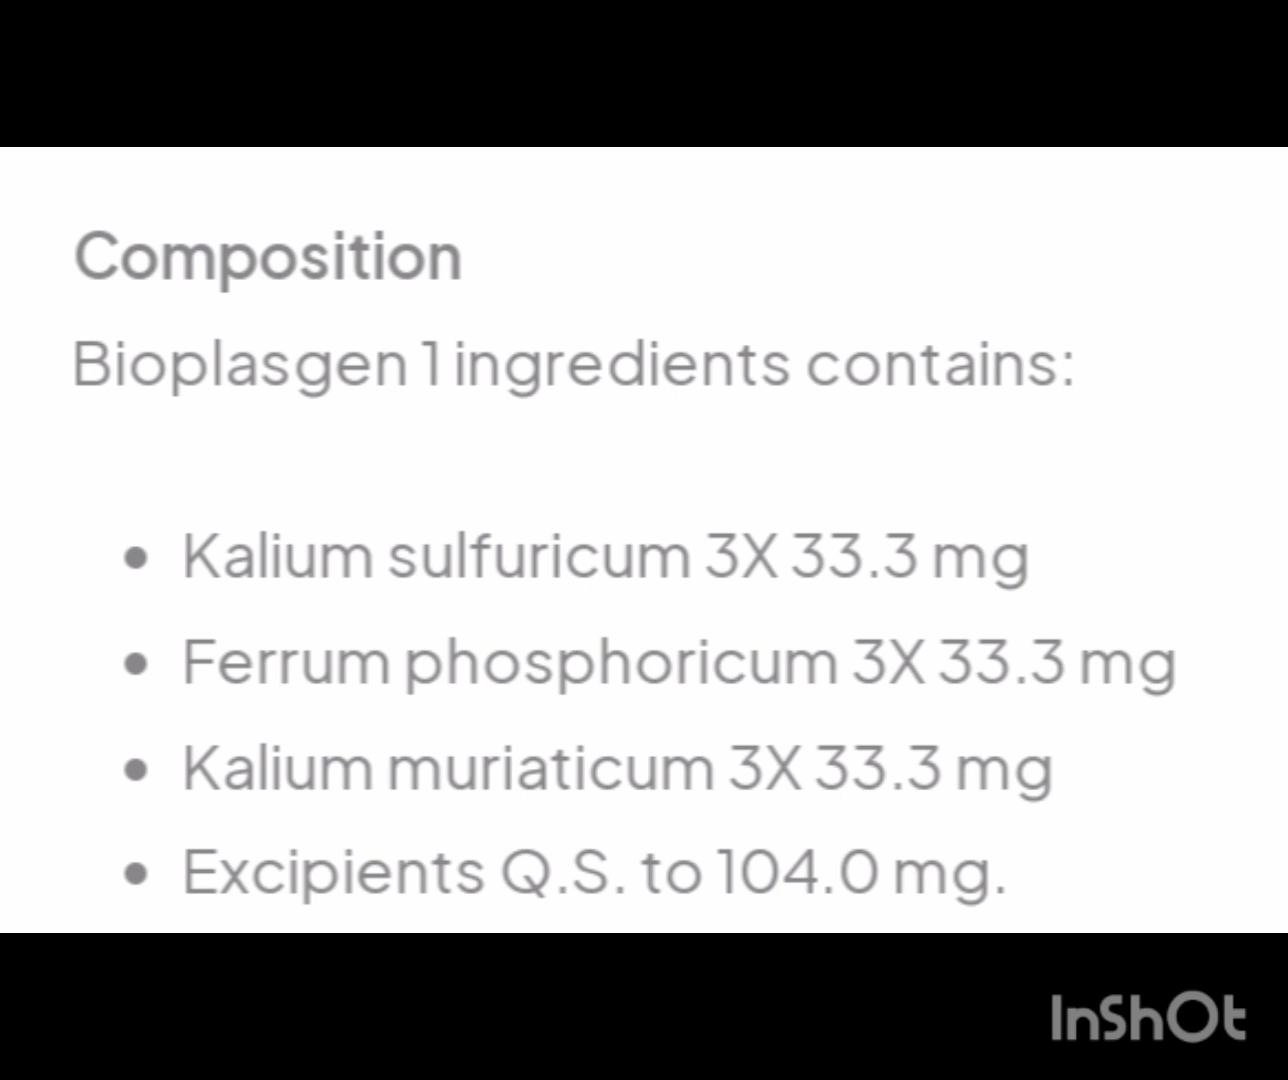 Composition
Bioplasgen 1 ingredients contains:
• Kalium sulfuricum 3X 33.3 mg
• Ferrum phosphoricum 3X 33.3 mg
• Kalium muriaticum 3X 33.3 mg
• Excipients Q.S. to 104.0 mg.
InShOt